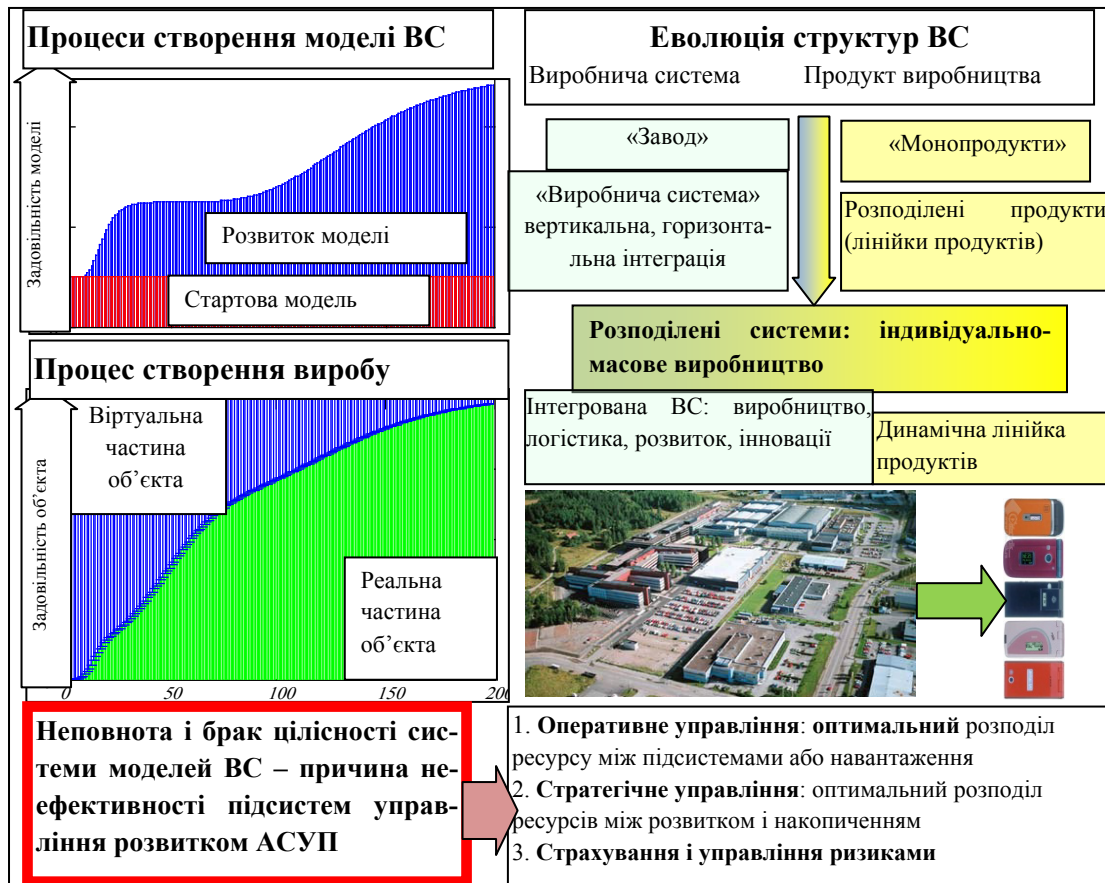 Процеси створення моделі ВС
Задовільність моделі
Розвиток моделі
Стартова модель
Процес створення виробу
Задовільність об’єкта
Віртуальна
частина
об’єкта
Реальна
частина
об’єкта
0 50 100 150 200
Неповнота і брак цілісності сис-
теми моделей ВС – причина не-
ефективності підсистем управ-
ління розвитком АСУП
Еволюція структур ВС
Виробнича система Продукт виробництва
«Завод»
«Монопродукти»
«Виробнича система»
вертикальна, горизонта-
льна інтеграція
Розподілені продукти
(лінійки продуктів)
Розподілені системи: індивідуально-
масове виробництво
Інтегрована ВС: виробництво,
логістика, розвиток, інновації
Динамічна лінійка
продуктів
1. Оперативне управління: оптимальний розподіл
ресурсу між підсистемами або навантаження
2. Стратегічне управління: оптимальний розподіл
ресурсів між розвитком і накопиченням
3. Страхування і управління ризиками